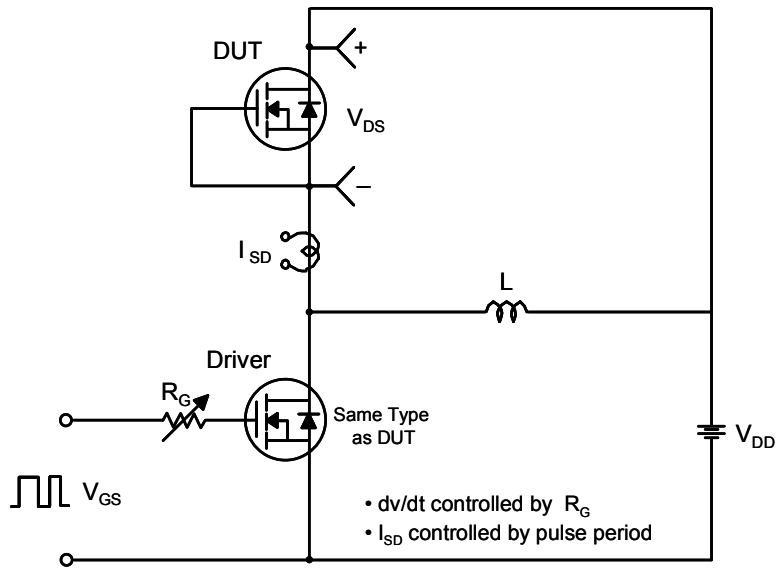 DUT
+
V_DS
–
I_SD
L
Driver
R_G
Same Type
as DUT
V_DD
V_GS
• dv/dt controlled by R_G
• I_SD controlled by pulse period